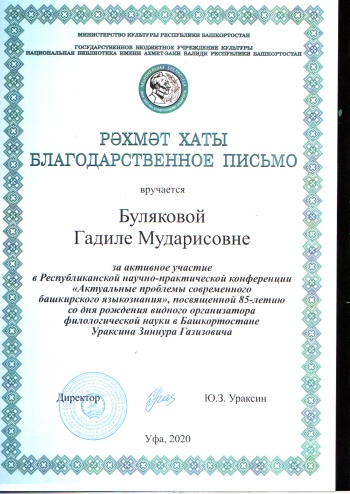 МИНИСТЕРСТВО КУЛЬТУРЫ РЕСПУБЛИКИ БАШКОРТОСТАН
ГОСУДАРСТВЕННОЕ БЮДЖЕТНОЕ УЧРЕЖДЕНИЕ КУЛЬТУРЫ
НАЦИОНАЛЬНАЯ БИБЛИОТЕКА ИМЕНИ АХМЕТ-ЗАКИ ВАЛИДИ РЕСПУБЛИКИ БАШКОРТОСТАН
РӘХМӘТ ХАТЫ
БЛАГОДАРСТВЕННОЕ ПИСЬМО
вручается
Буляковой
Гадиле Мударисовне
за активное участие
в Республиканской научно-практической конференции
«Актуальные проблемы современного
башкирского языкознания», посвященной 85-летию
со дня рождения видного организатора
филологической науки в Башкортостане
Ураксина Зиннура Газизовича
Директор
Ю.З. Ураксин
Уфа, 2020